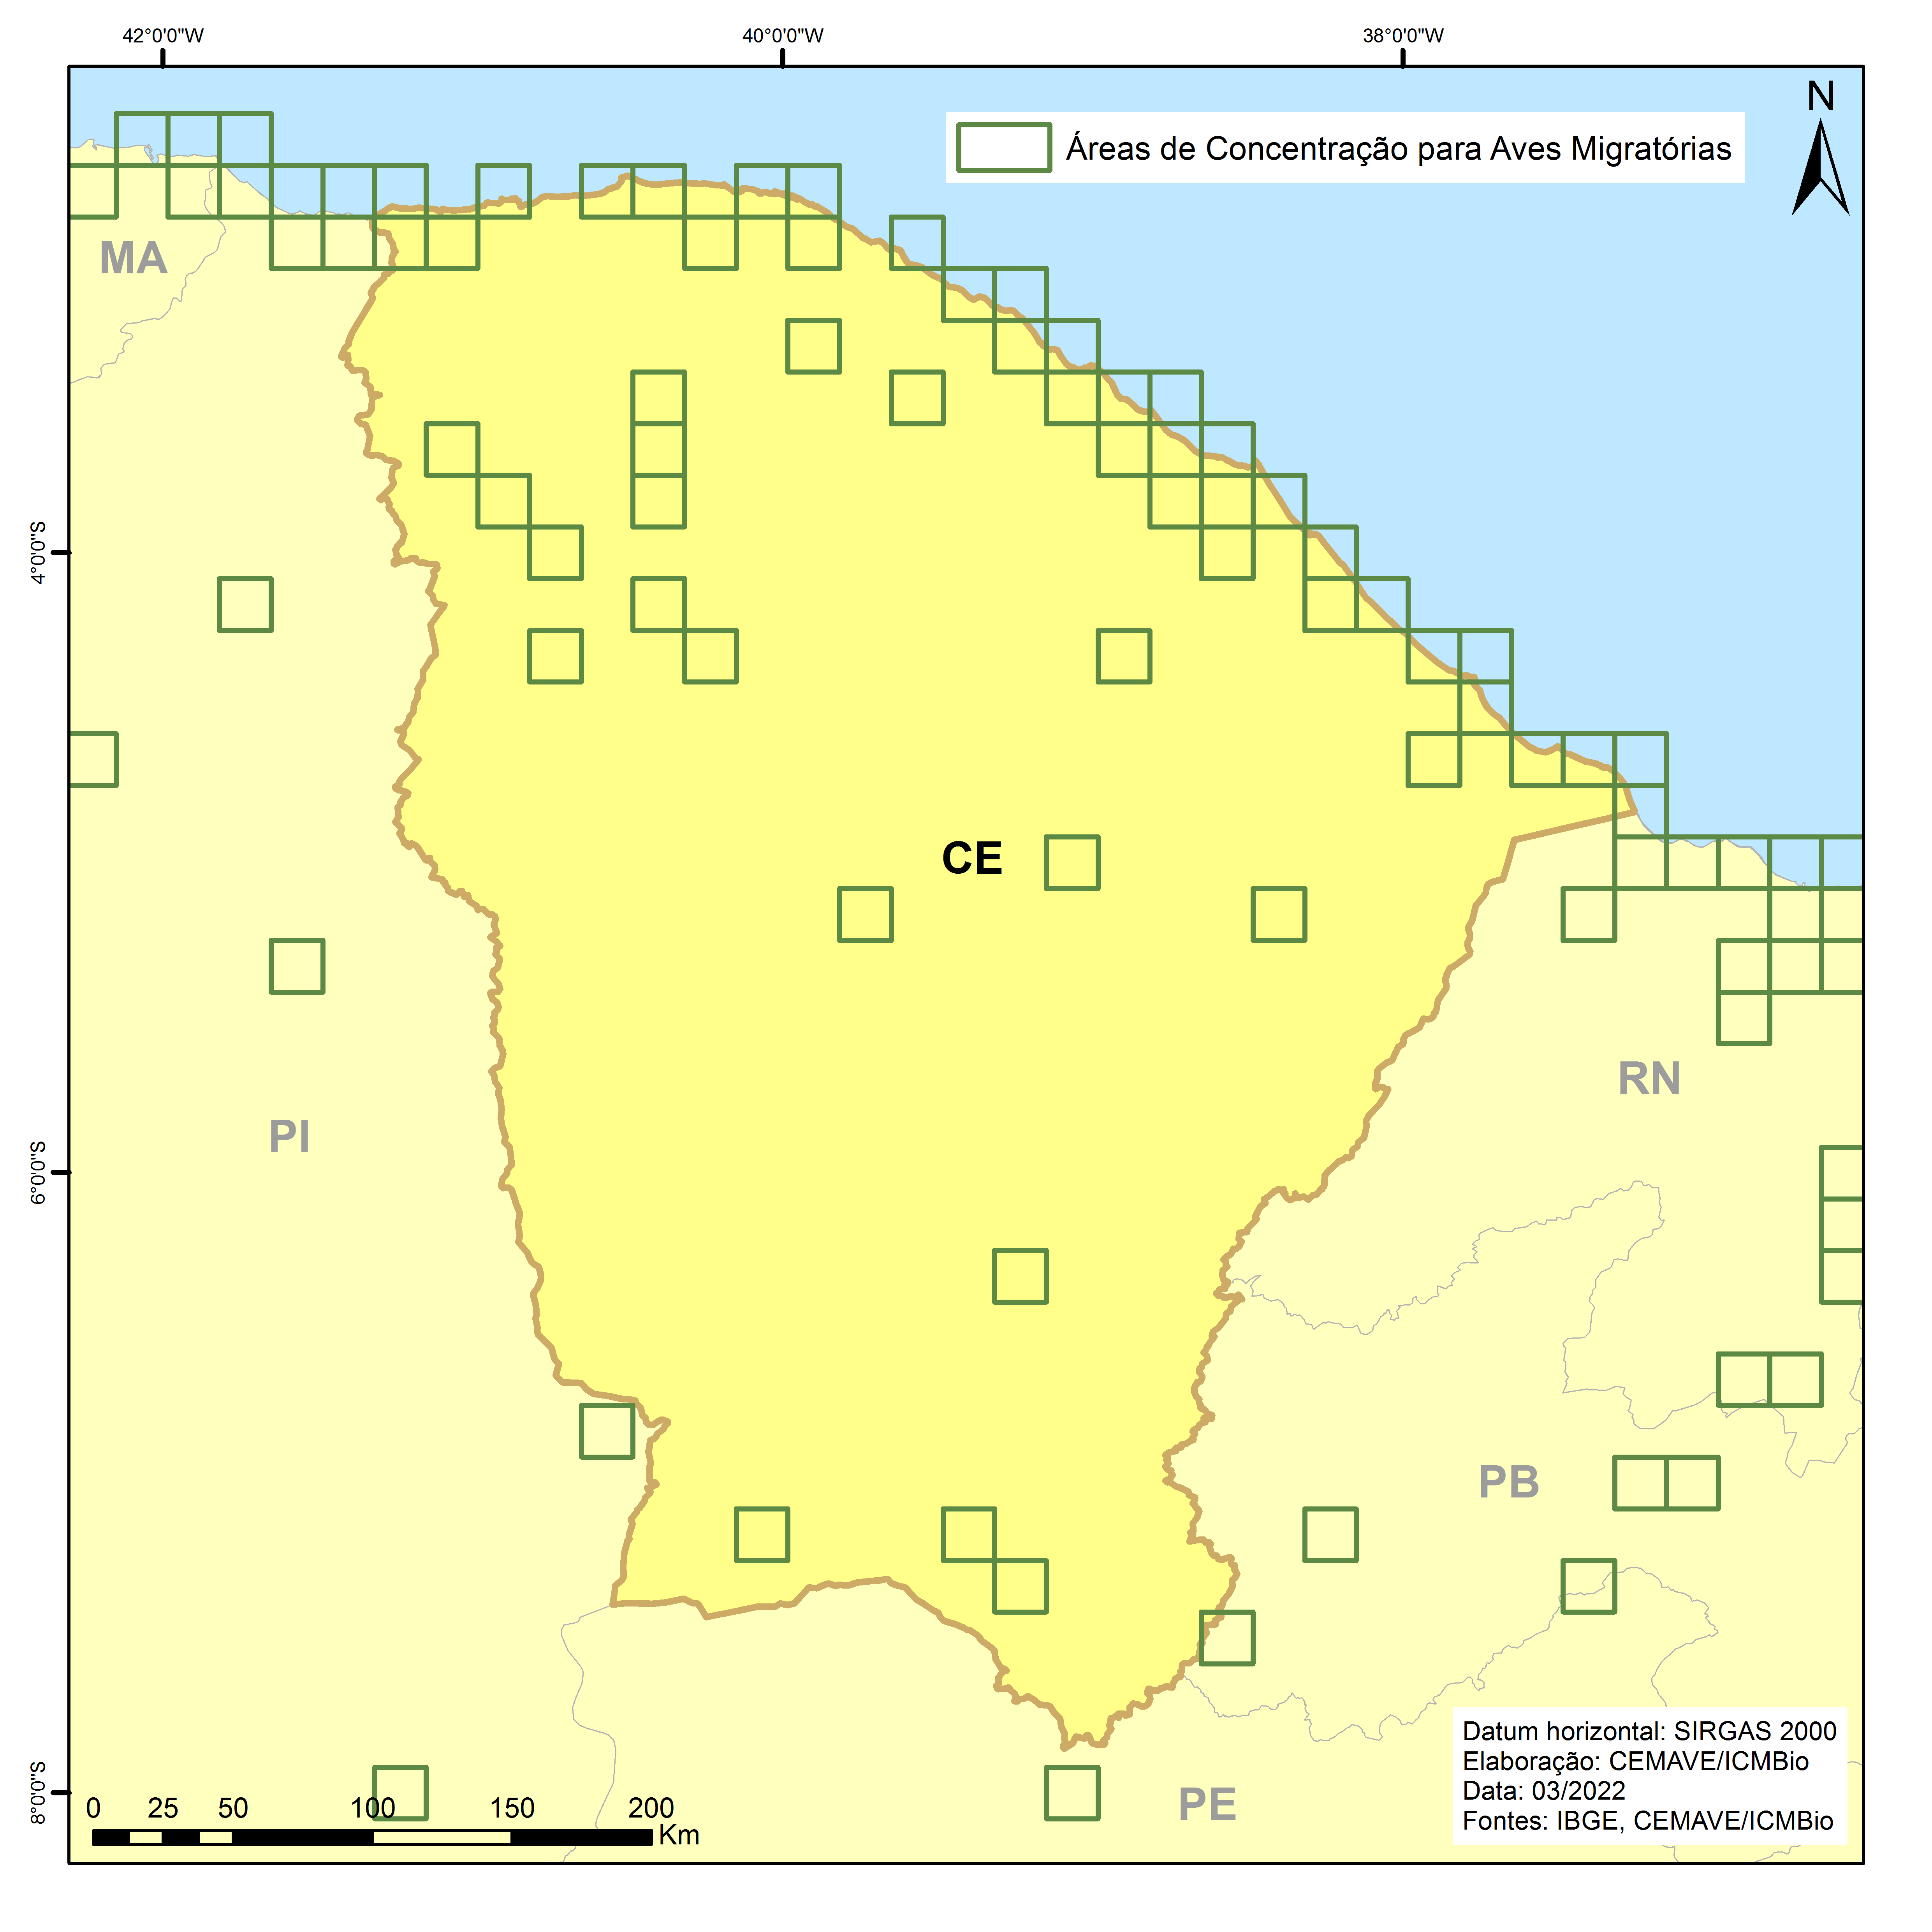 42°0'0"W
40°0'0"W
38°0'0"W
N
Áreas de Concentração para Aves Migratórias
MA
4°0'0"S
CE
RN
PI
6°0'0"S
PB
8°0'0"S
PE
0 25 50 100 150 200
Km
Datum horizontal: SIRGAS 2000
Elaboração: CEMAVE/ICMBio
Data: 03/2022
Fontes: IBGE, CEMAVE/ICMBio